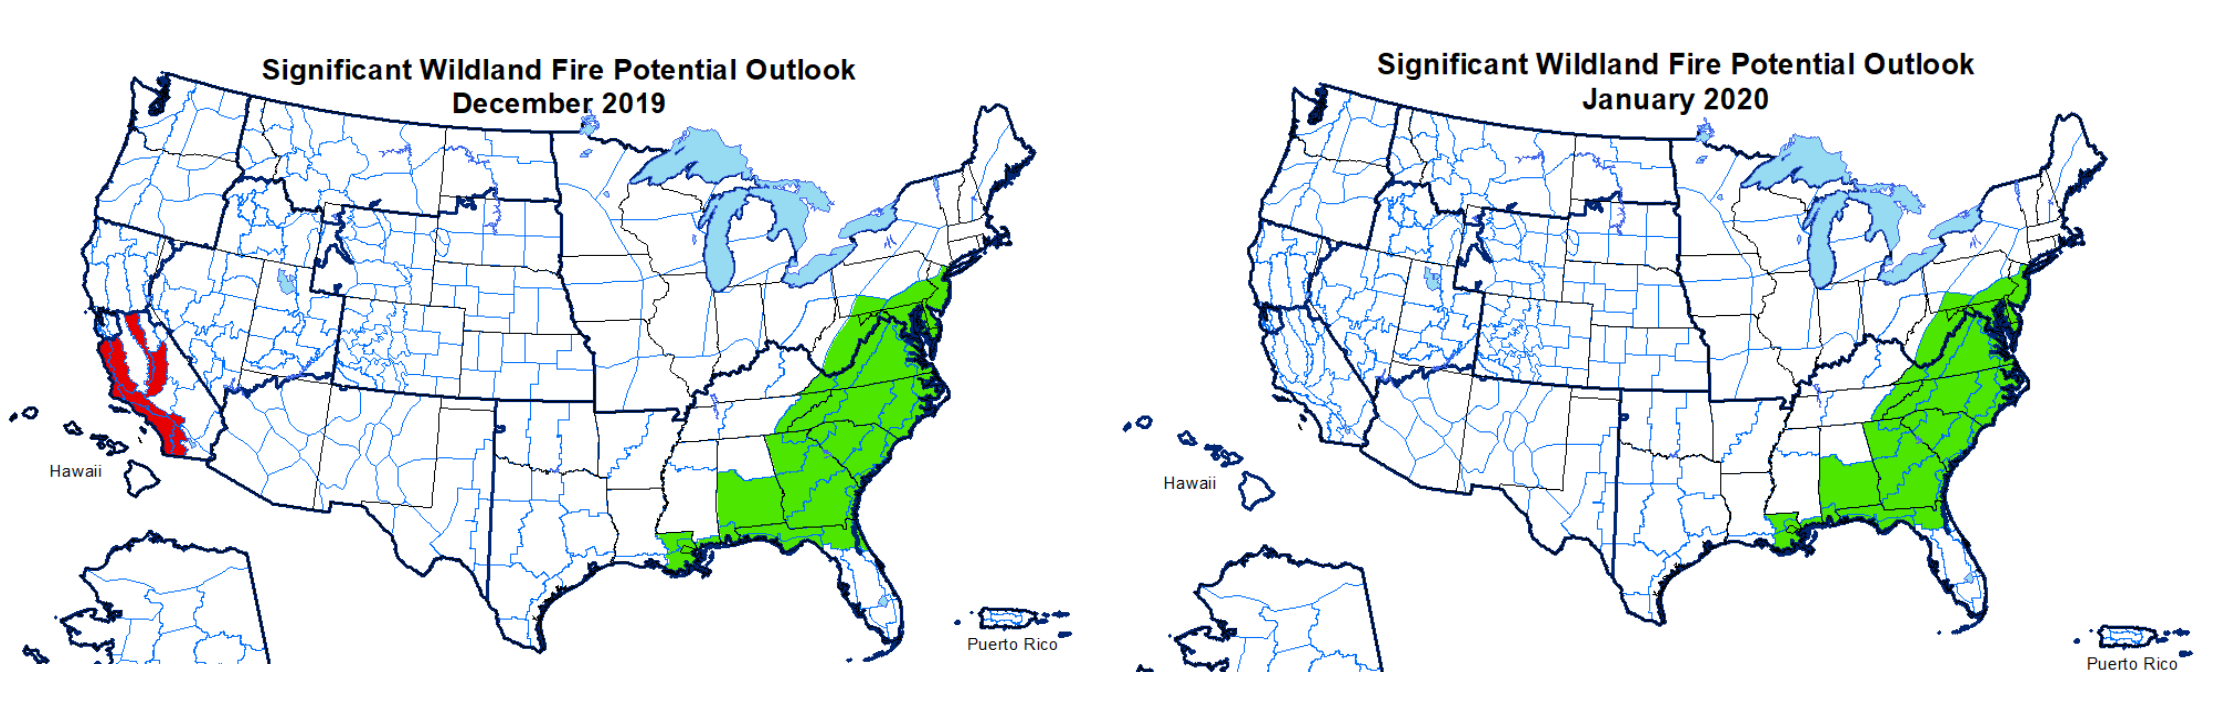 Significant Wildland Fire Potential Outlook
December 2019
Hawaii
Puerto Rico
Significant Wildland Fire Potential Outlook
January 2020
Hawaii
Puerto Rico